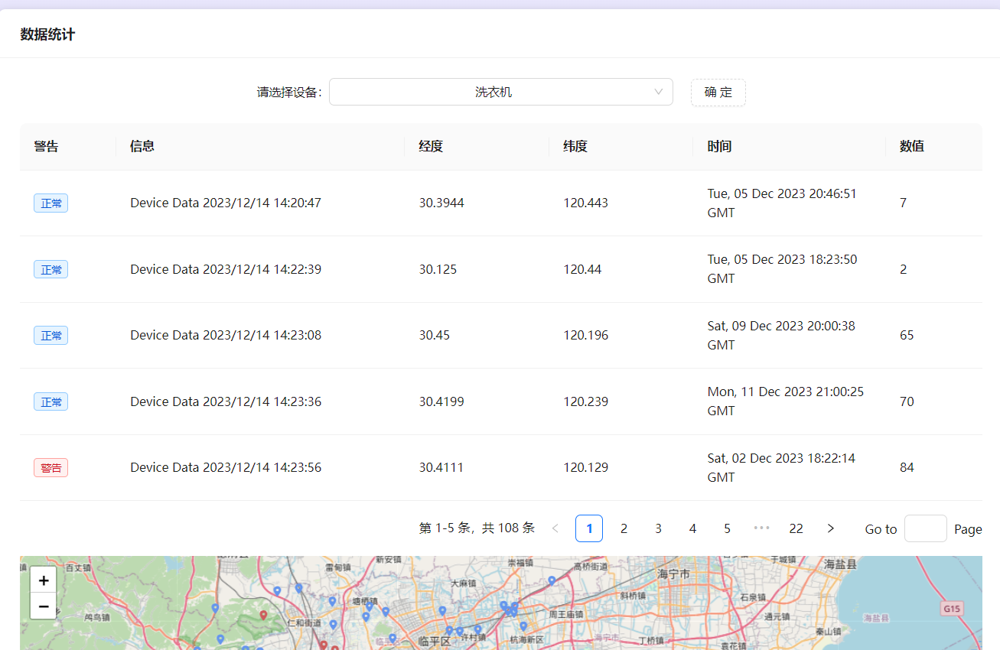 数据统计
请选择设备: 洗衣机 确 定
警告 信息 经度 纬度 时间 数值
正常 Device Data 2023/12/14 14:20:47 30.3944 120.443 Tue, 05 Dec 2023 20:46:51 GMT 7
正常 Device Data 2023/12/14 14:22:39 30.125 120.44 Tue, 05 Dec 2023 18:23:50 GMT 2
正常 Device Data 2023/12/14 14:23:08 30.45 120.196 Sat, 09 Dec 2023 20:00:38 GMT 65
正常 Device Data 2023/12/14 14:23:36 30.4199 120.239 Mon, 11 Dec 2023 21:00:25 GMT 70
警告 Device Data 2023/12/14 14:23:56 30.4111 120.129 Sat, 02 Dec 2023 18:22:14 GMT 84
第 1-5 条，共 108 条 < 1 2 3 4 5 ••• 22 > Go to Page
+
−
百丈镇
雷甸镇
新安镇
崇福镇
高桥街道
海宁市
于城镇
海盐县
大麻镇
塘栖镇
斜桥镇
石泉镇
G15
鸬鸟镇
仁和街道
周王庙镇
通元镇
海盐县
临平区
临平区
许村镇
杭海新区
海宁市
丁桥镇
秦山镇
袁花镇